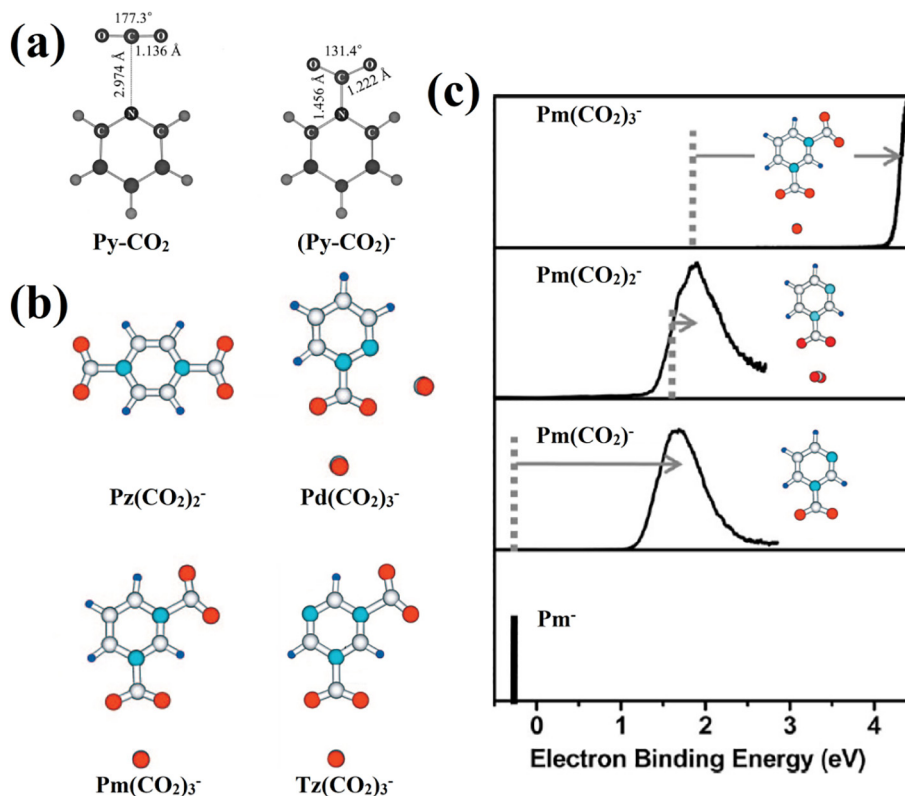 (a)
177.3°
O C O
1.136 Å
2.974 Å
N
C C
Py-CO₂
131.4°
O O
C
1.456 Å
1.222 Å
N
C C
(Py-CO₂)⁻
(b)
Pz(CO₂)₂⁻
Pd(CO₂)₃⁻
Pm(CO₂)₃⁻
Tz(CO₂)₃⁻
(c)
Pm(CO₂)₃⁻
Pm(CO₂)₂⁻
Pm(CO₂)⁻
Pm⁻
0 1 2 3 4
Electron Binding Energy (eV)